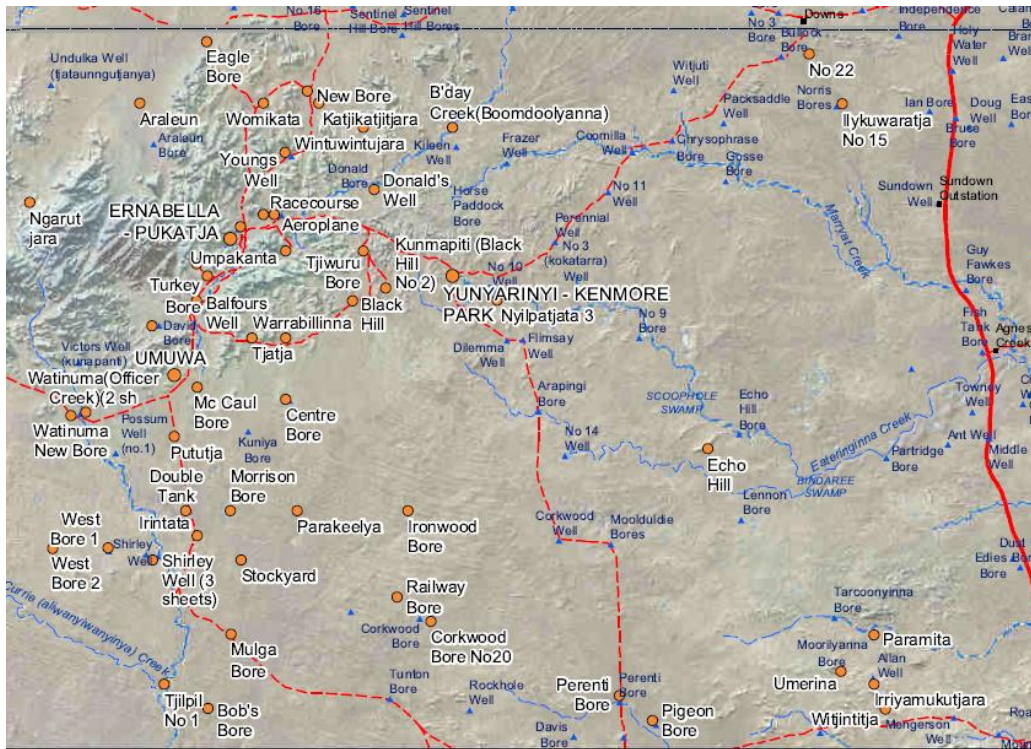 No 16
Bore
Sentinel
Hill Bore
Sentinel
Hill Bores
No 3
Bore
Downs
Bullock
Bore
Independence
Bore
Holy
Water
Bore
Undulka Well
(tjataunngutjanya)
Eagle
Bore
No 22
Witjuti
Well
New Bore
B'day
Creek(Boomdoolyanna)
Packsaddle
Well
Norris
Bores
Ian Bore
Doug
Well
Araleun
Womikata
Katjikatjitjara
Ilykuwaratja
No 15
Bruce
Bore
Araleun
Bore
Wintuwintujara
Kileen
Well
Frazer
Well
Coomilla
Well
Chrysophrase
Bore
Gosse
Bore
Youngs
Well
Donald
Bore
Donald's
Well
Horse
Paddock
Bore
No 11
Well
Sundown
Well
Sundown
Outstation
Ngarut
jara
ERNABELLA
- PUKATJA
Racecourse
Aeroplane
Perennial
Well
Marryat Creek
Umpakanta
Tjiwuru
Bore
Kunmapiti (Black
Hill
No 2)
No 10
Well
No 3
(kokatarra)
Well
Guy
Fawkes
Bore
Turkey
Bore
Balfours
Well
Black
Hill
YUNYARINYI - KENMORE
PARK
Nyilpatjata 3
No 9
Bore
Fish
Tank
Bore
Agnes
Creek
David
Bore
Warrabillinna
Tjatja
Dilemma
Well
Flimsay
Well
Victors Well
(kunapanti)
UMUWA
Watinuma(Officer
Creek)(2 sh
Mc Caul
Bore
Centre
Bore
Arapingi
Bore
SCOOPHOLE
SWAMP
Echo
Hill
Bore
Towney
Well
Watinuma
New Bore
Possum
Well
(no.1)
Pututja
Kuniya
Bore
No 14
Well
Echo
Hill
Eateringinna Creek
Partridge
Bore
Ant Well
Middle
Well
BINDAREE
SWAMP
Double
Tank
Morrison
Bore
Lennon
Bore
West
Bore 1
Irintata
Parakeelya
Ironwood
Bore
Corkwood
Well
Moolduldie
Bores
West
Bore 2
Shirley
Well
Shirley
Well (3
sheets)
Stockyard
Dust
Bore
Edies
Bore
Currie (aliwanyiwanyinya) Creek
Railway
Bore
Corkwood
Bore
Corkwood
Bore No20
Tarcoonyinna
Bore
Paramita
Mulga
Bore
Moorilyanna
Bore
Allan
Well
Umerina
Irriyamukutjara
Tjilpil
No 1
Bob's
Bore
Tunton
Bore
Rockhole
Well
Perenti
Bore
Perenti
Bore
Pigeon
Bore
Davis
Bore
Witjintitja
Mengerson
Well